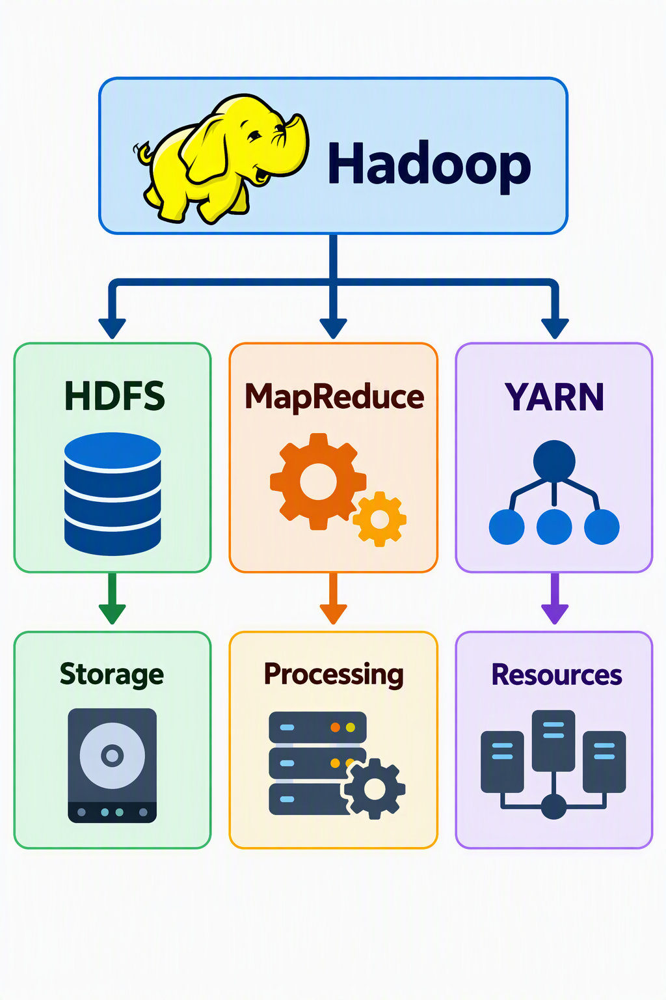 Hadoop
HDFS
MapReduce
YARN
Storage
Processing
Resources